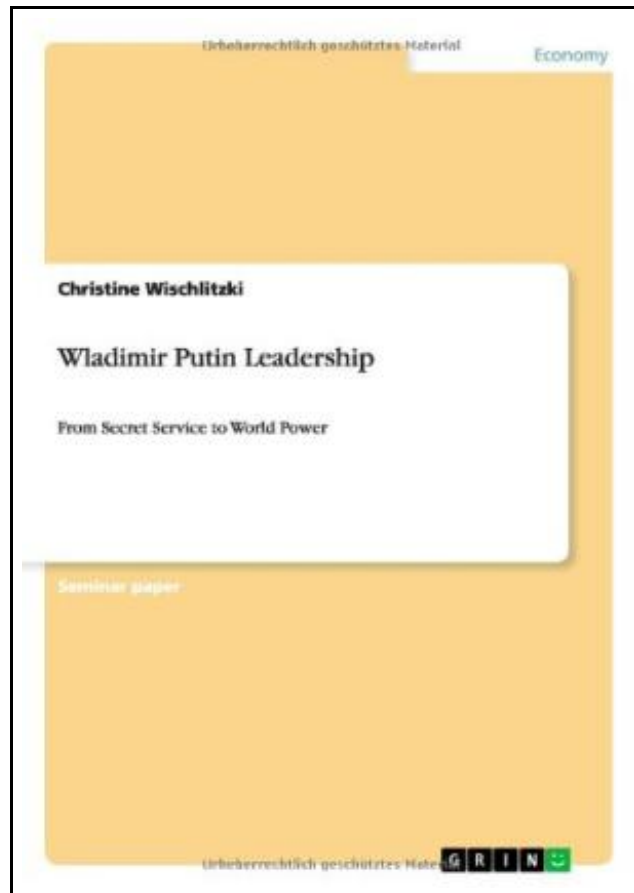 Urheberrechtlich geschütztes Material
Economy
Christine Wischlitzki
Wladimir Putin Leadership
From Secret Service to World Power
Seminar paper
Urheberrechtlich geschütztes Mate
GRIN